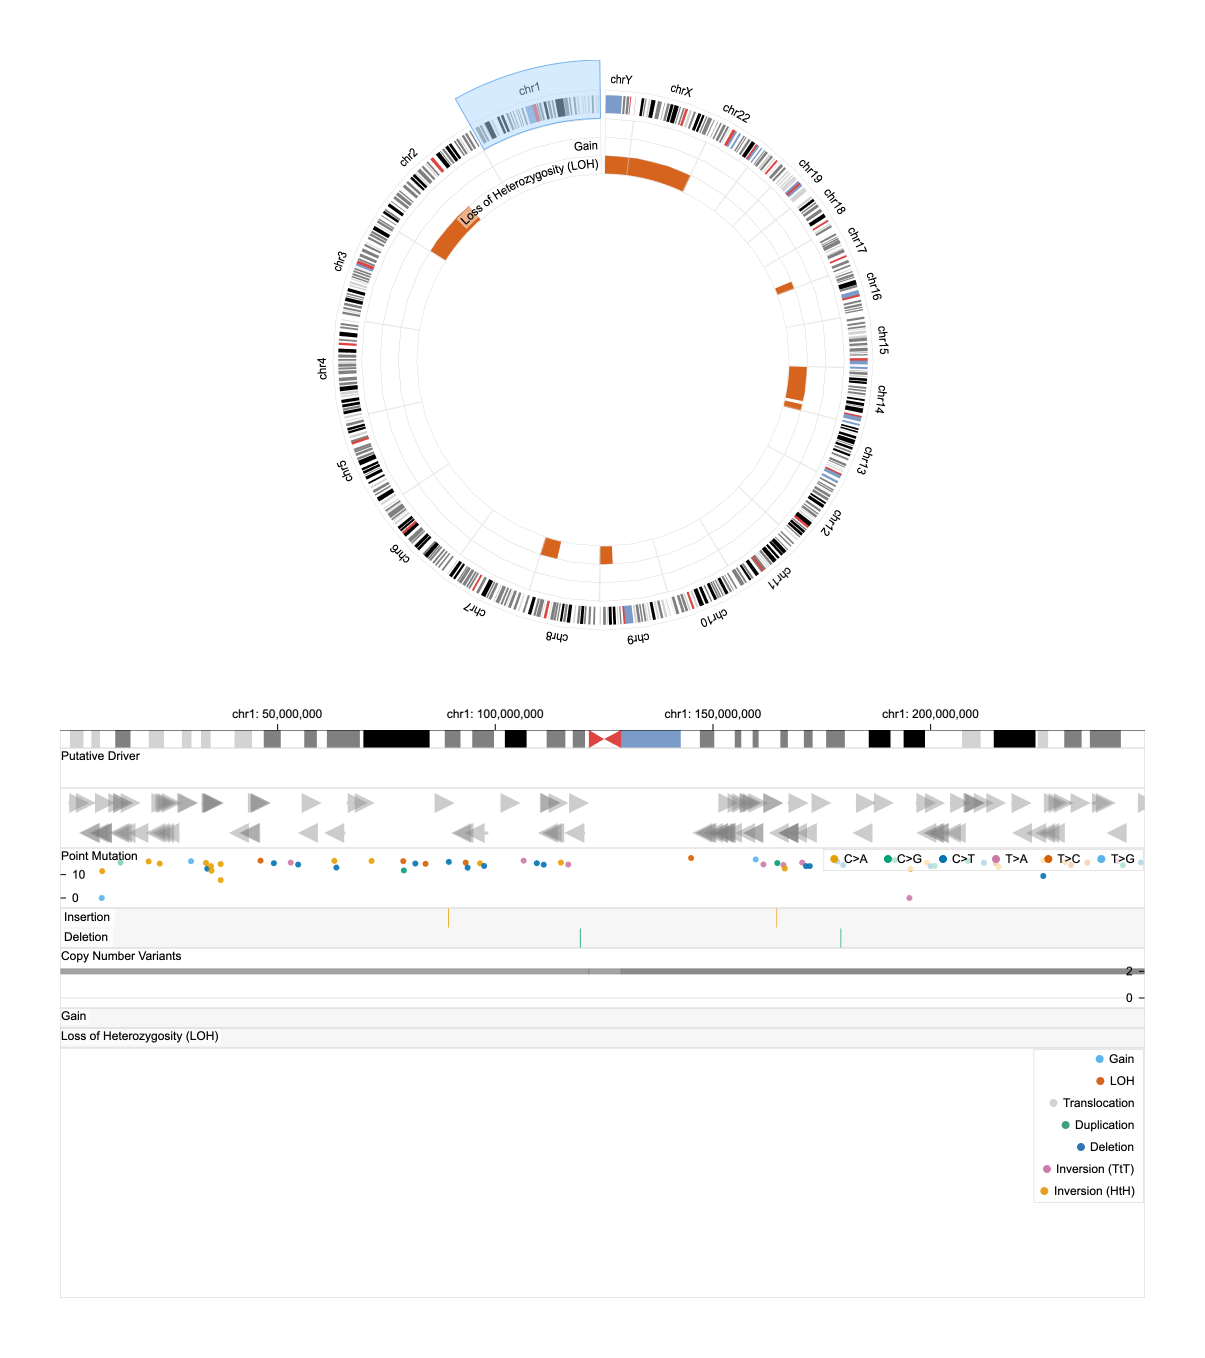 chr1
chrY
chrX
chr22
chr19
chr18
chr17
chr16
chr15
chr14
chr13
chr12
chr11
chr10
chr9
chr8
chr7
chr6
chr5
chr4
chr3
chr2
Gain
Loss of Heterozygosity (LOH)
chr1: 50,000,000 chr1: 100,000,000 chr1: 150,000,000 chr1: 200,000,000
Putative Driver
Point Mutation
C>A C>G C>T T>A T>C T>G
10
0
Insertion
Deletion
Copy Number Variants
2
0
Gain
Loss of Heterozygosity (LOH)
Gain
LOH
Translocation
Duplication
Deletion
Inversion (TtT)
Inversion (HtH)